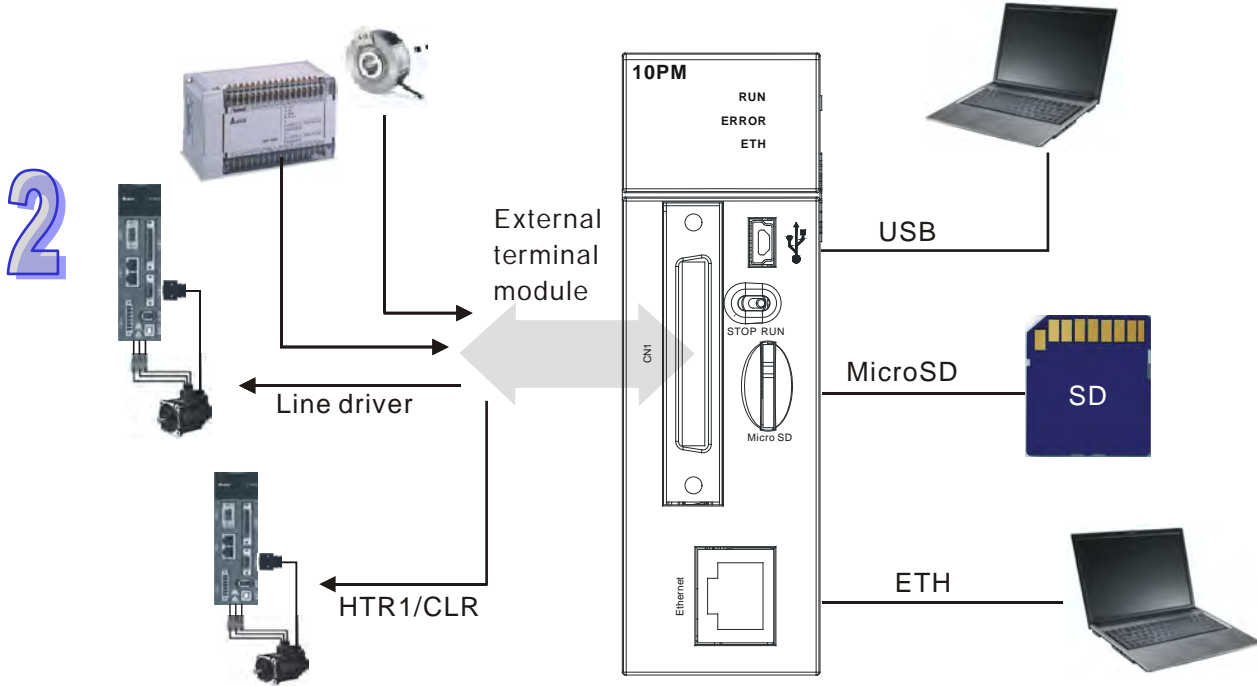 2
10PM
RUN
ERROR
ETH
External
terminal
module
CN1
STOP RUN
Micro SD
Ethernet
USB
MicroSD
SD
ETH
Line driver
HTR1/CLR